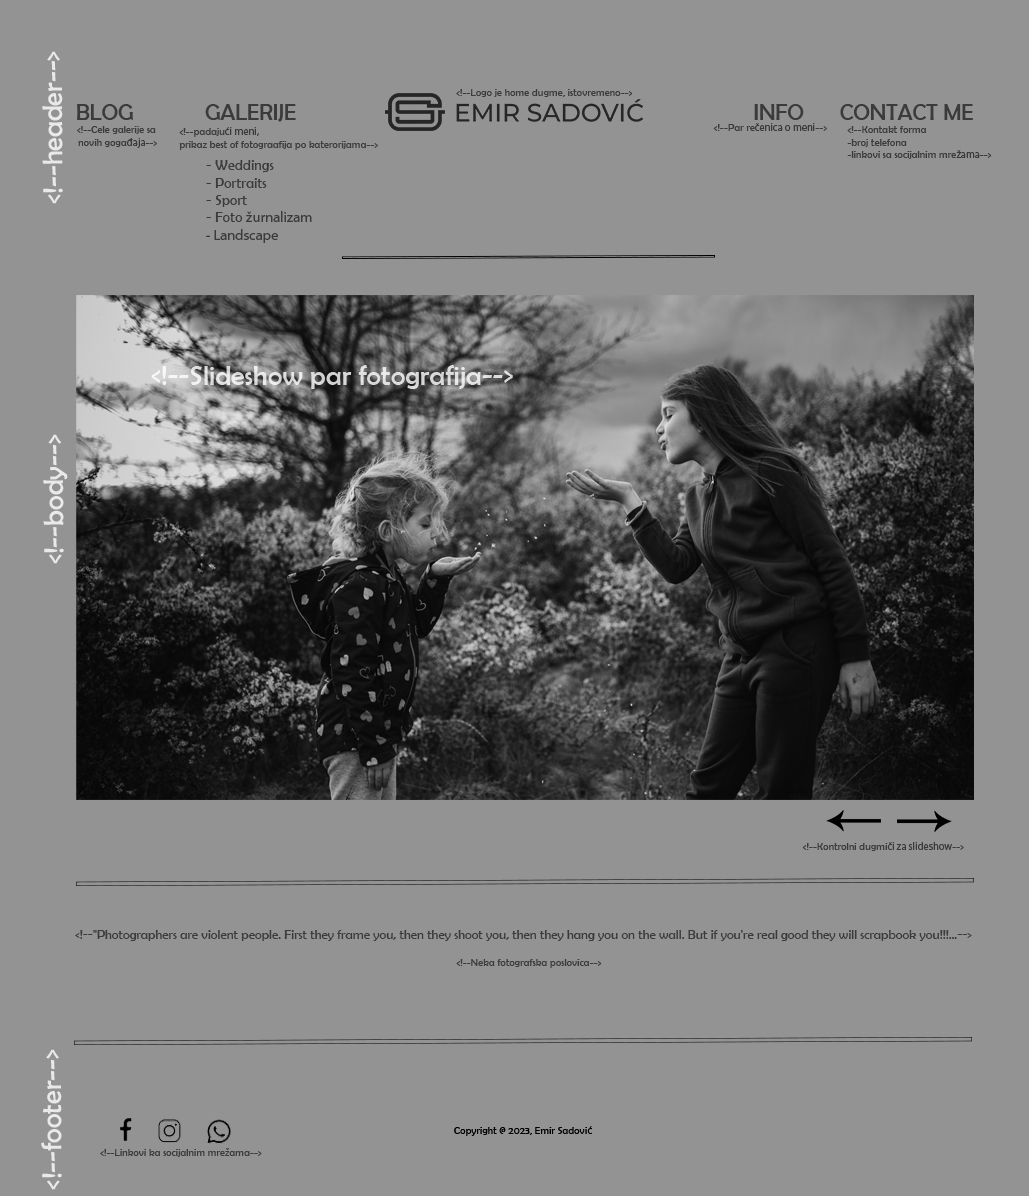 <!--header-->
BLOG
<!--Cele galerije sa
novih gogađaja-->
GALERIJE
<!--padajući meni,
prikaz best of fotograafija po katerorijama-->
- Weddings
- Portraits
- Sport
- Foto žurnalizam
- Landscape
<!--Logo je home dugme, istovremeno-->
EMIR SADOVIĆ
INFO
<!--Par rečenica o meni-->
CONTACT ME
<!--Kontakt forma
-broj telefona
-linkovi sa socijalnim mrežama-->
<!--body-->
<!--Slideshow par fotografija-->
<!--Kontrolni dugmiči za slideshow-->
<!--"Photographers are violent people. First they frame you, then they shoot you, then they hang you on the wall. But if you're real good they will scrapbook you!!!...-->
<!--Neka fotografska poslovica-->
<!--footer-->
<!--Linkovi ka socijalnim mrežama-->
Copyright @ 2023, Emir Sadović